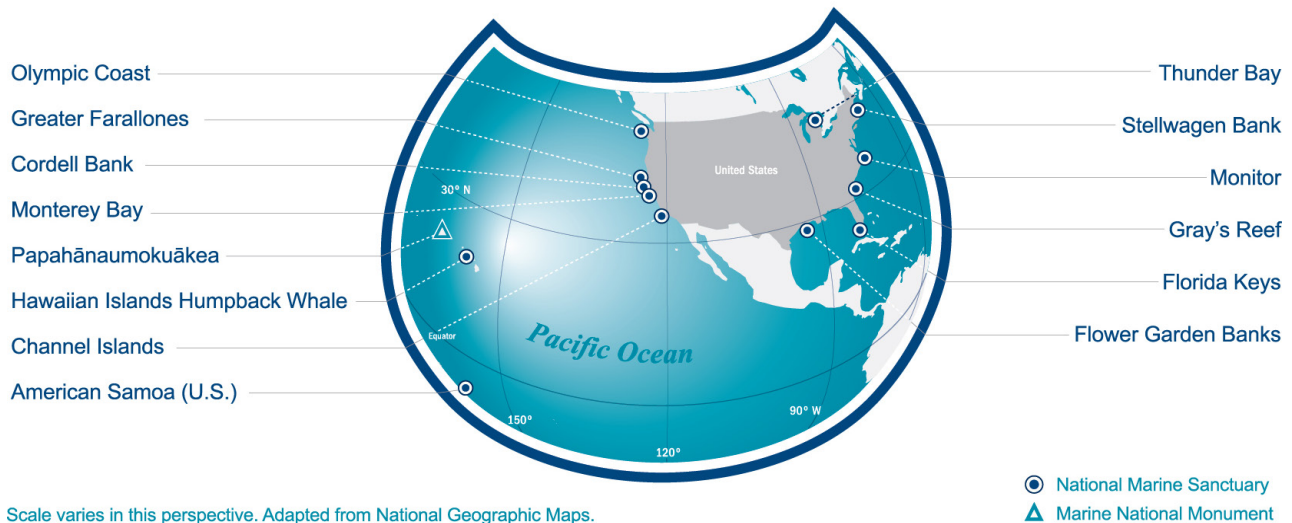 Olympic Coast
Greater Farallones
Cordell Bank
Monterey Bay
Papahānaumokuākea
Hawaiian Islands Humpback Whale
Channel Islands
American Samoa (U.S.)
30° N
United States
Equator
Pacific Ocean
150°
120°
90° W
Thunder Bay
Stellwagen Bank
Monitor
Gray's Reef
Florida Keys
Flower Garden Banks
National Marine Sanctuary
Marine National Monument
Scale varies in this perspective. Adapted from National Geographic Maps.